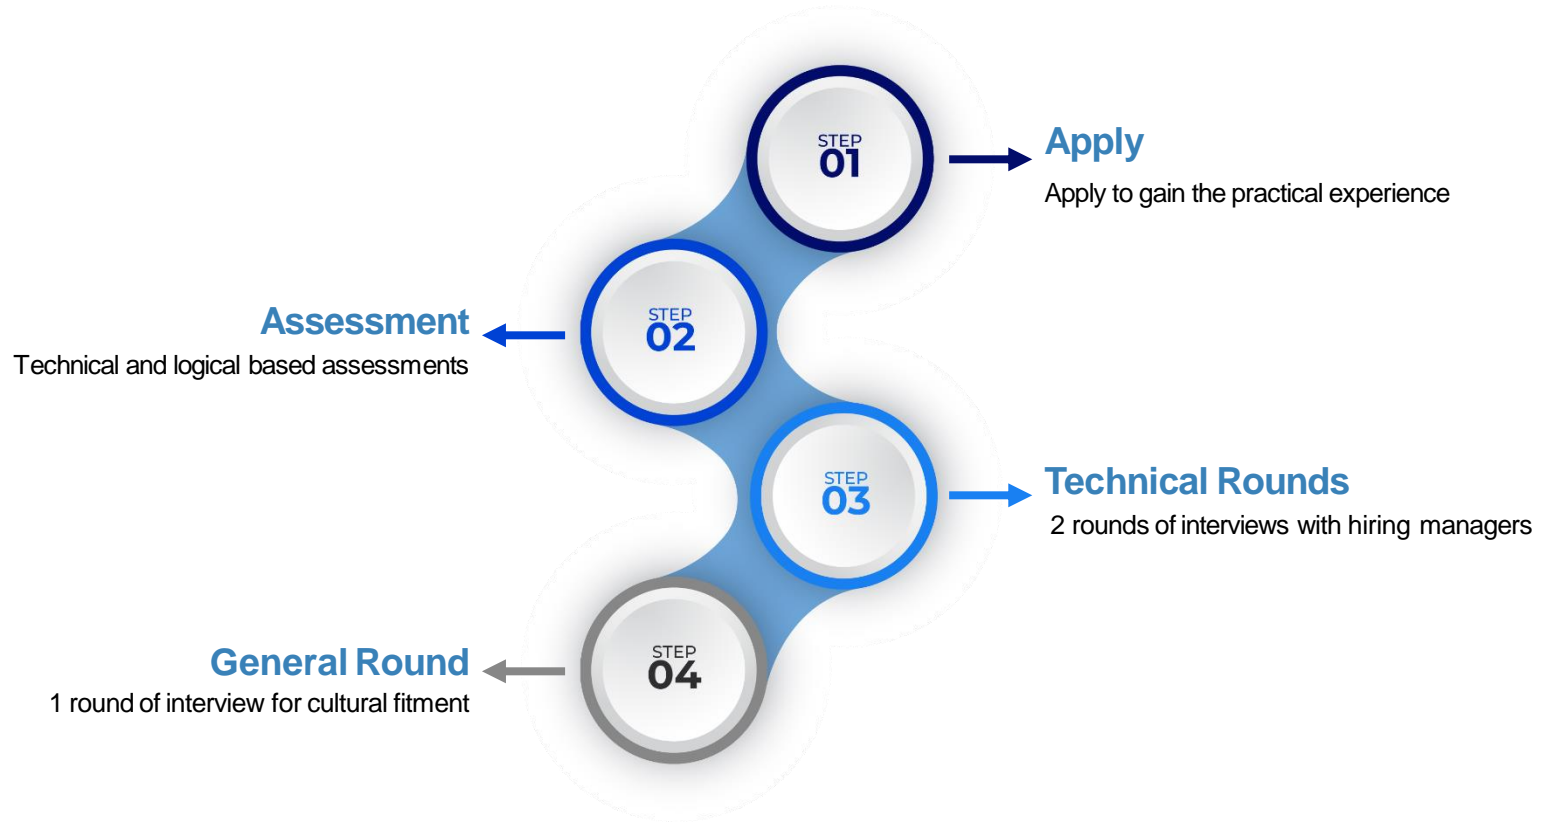 STEP
01
Apply
Apply to gain the practical experience
STEP
02
Assessment
Technical and logical based assessments
STEP
03
Technical Rounds
2 rounds of interviews with hiring managers
STEP
04
General Round
1 round of interview for cultural fitment